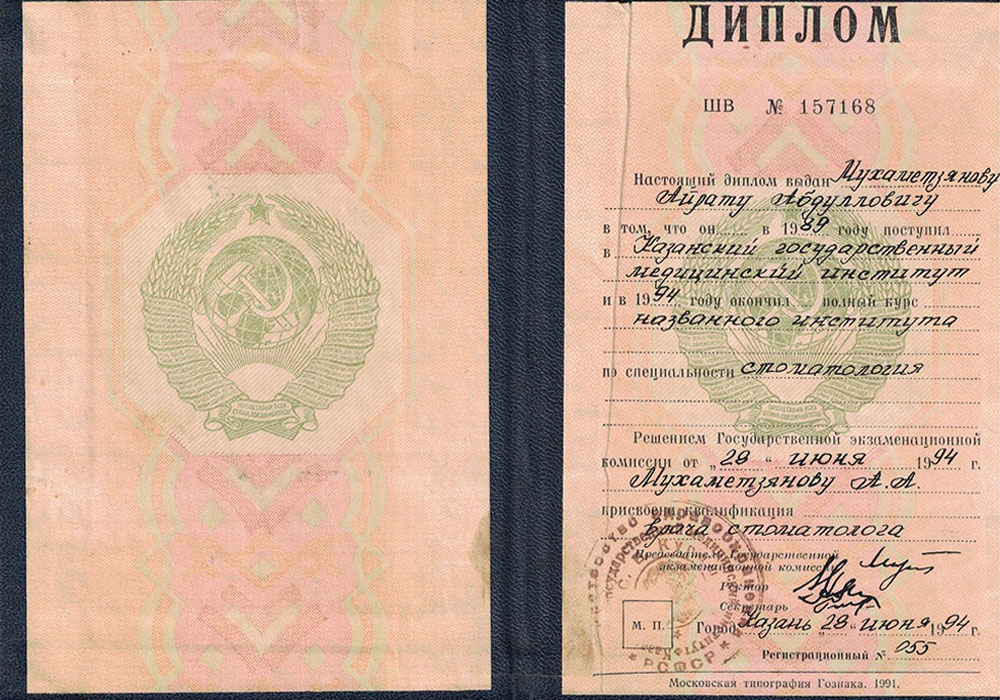 ДИПЛОМ
ШВ № 157168
Настоящий диплом выдан Мухаметзянову
Айрату Абдулловичу
в том, что он в 1989 году поступил
в Казанский государственный
медицинский институт
и в 1994 году окончил полный курс
названного института
по специальности стоматология
Решением Государственной экзаменационной
комиссии от „28" июня 1994 г.
Мухаметзянову А.А.
присвоена квалификация
врача стоматолога
Председатель Государственной
экзаменационной комиссии
Ректор
Секретарь
М. П.
Город Казань „28" июня 1994 г.
Регистрационный № 055
РСФСР
Московская типография Гознака. 1991.